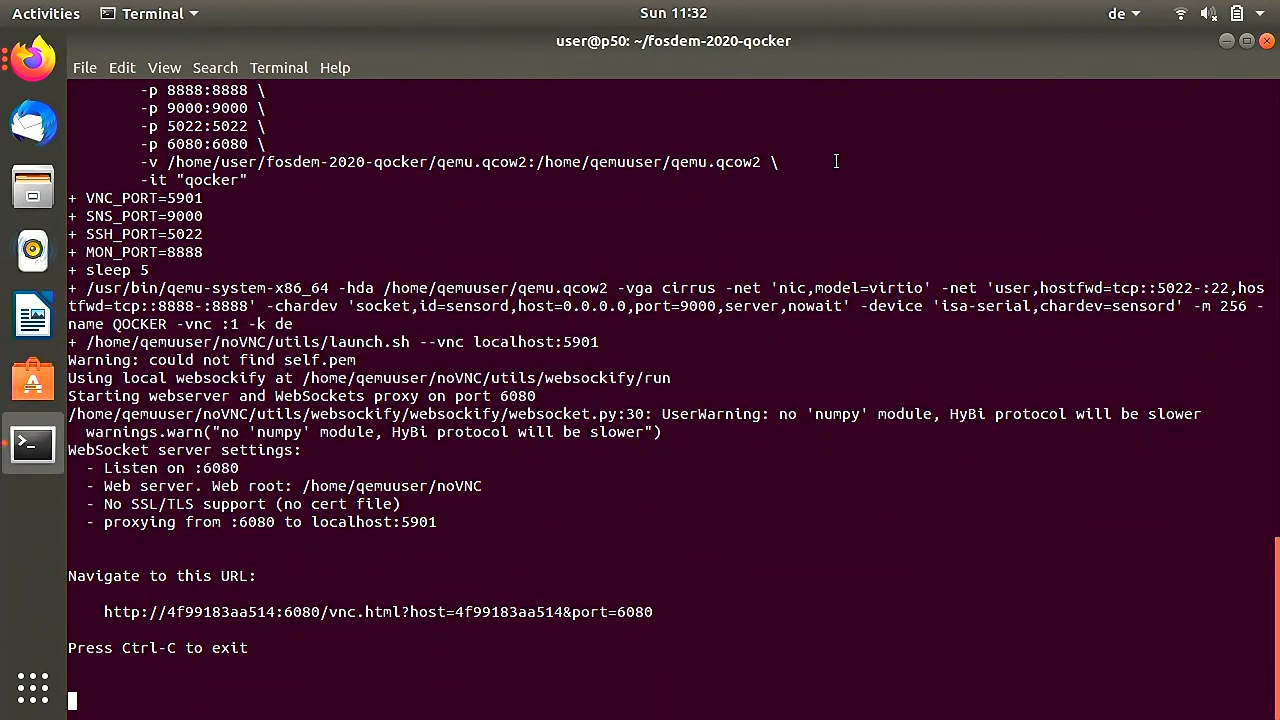 Activities
Terminal
Sun 11:32
de
user@p50: ~/fosdem-2020-qocker
File Edit View Search Terminal Help
-p 8888:8888 \
-p 9000:9000 \
-p 5022:5022 \
-p 6080:6080 \
-v /home/user/fosdem-2020-qocker/qemu.qcow2:/home/qemuuser/qemu.qcow2 \
-it "qocker"
+ VNC_PORT=5901
+ SNS_PORT=9000
+ SSH_PORT=5022
+ MON_PORT=8888
+ sleep 5
+ /usr/bin/qemu-system-x86_64 -hda /home/qemuuser/qemu.qcow2 -vga cirrus -net 'nic,model=virtio' -net 'user,hostfwd=tcp::5022-:22,hos
tfwd=tcp::8888-:8888' -chardev 'socket,id=sensord,host=0.0.0.0,port=9000,server,nowait' -device 'isa-serial,chardev=sensord' -m 256 -
name QOCKER -vnc :1 -k de
+ /home/qemuuser/noVNC/utils/launch.sh --vnc localhost:5901
Warning: could not find self.pem
Using local websockify at /home/qemuuser/noVNC/utils/websockify/run
Starting webserver and WebSockets proxy on port 6080
/home/qemuuser/noVNC/utils/websockify/websockify/websocket.py:30: UserWarning: no 'numpy' module, HyBi protocol will be slower
warnings.warn("no 'numpy' module, HyBi protocol will be slower")
WebSocket server settings:
- Listen on :6080
- Web server. Web root: /home/qemuuser/noVNC
- No SSL/TLS support (no cert file)
- proxying from :6080 to localhost:5901
Navigate to this URL:
http://4f99183aa514:6080/vnc.html?host=4f99183aa514&port=6080
Press Ctrl-C to exit